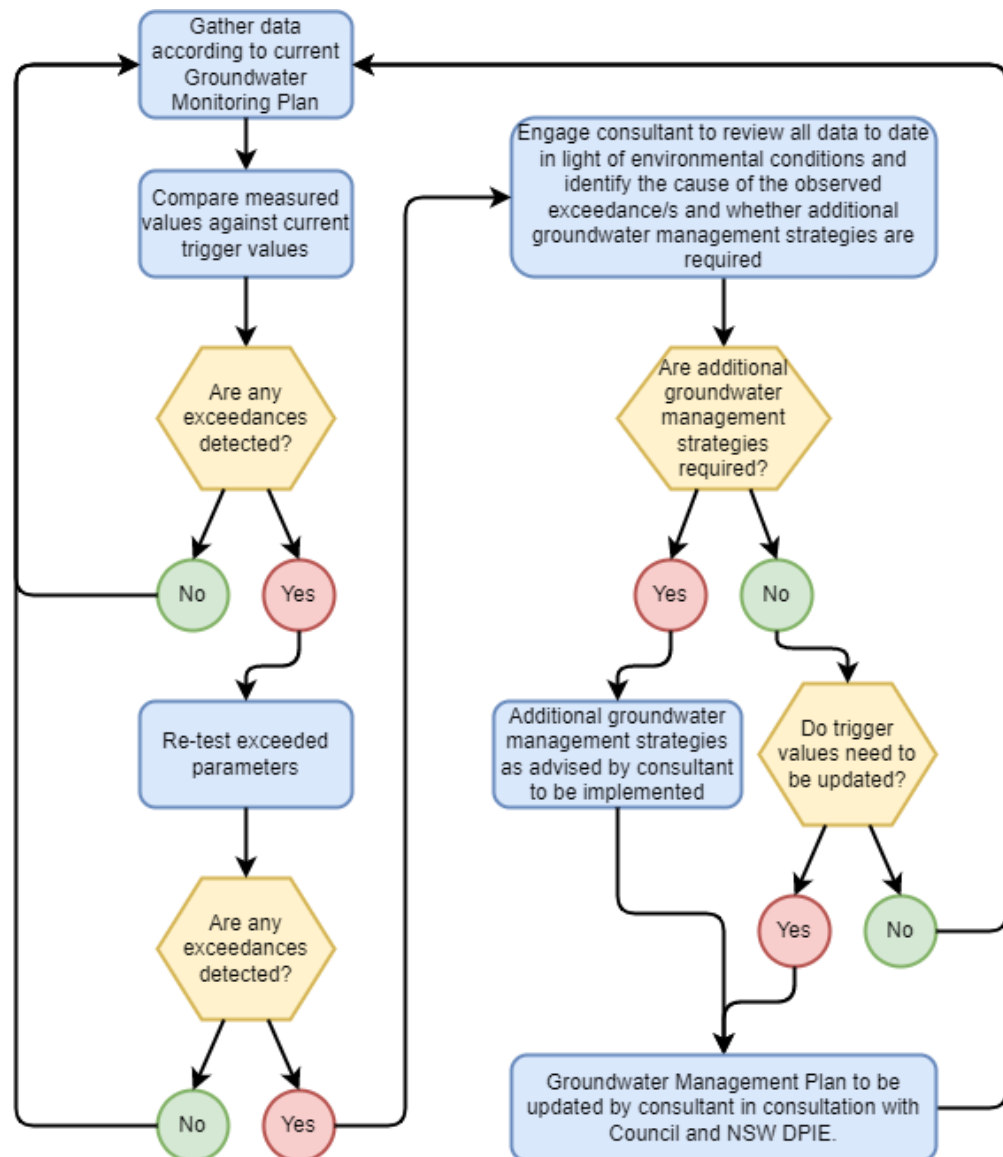 Gather data
according to current
Groundwater
Monitoring Plan
Compare measured
values against current
trigger values
Are any
exceedances
detected?
No
Yes
Re-test exceeded
parameters
Are any
exceedances
detected?
No
Yes
Engage consultant to review all data to date
in light of environmental conditions and
identify the cause of the observed
exceedance/s and whether additional
groundwater management strategies are
required
Are additional
groundwater
management
strategies
required?
Yes
No
Additional groundwater
management strategies
as advised by consultant
to be implemented
Do trigger
values need to
be updated?
Yes
No
Groundwater Management Plan to be
updated by consultant in consultation with
Council and NSW DPIE.